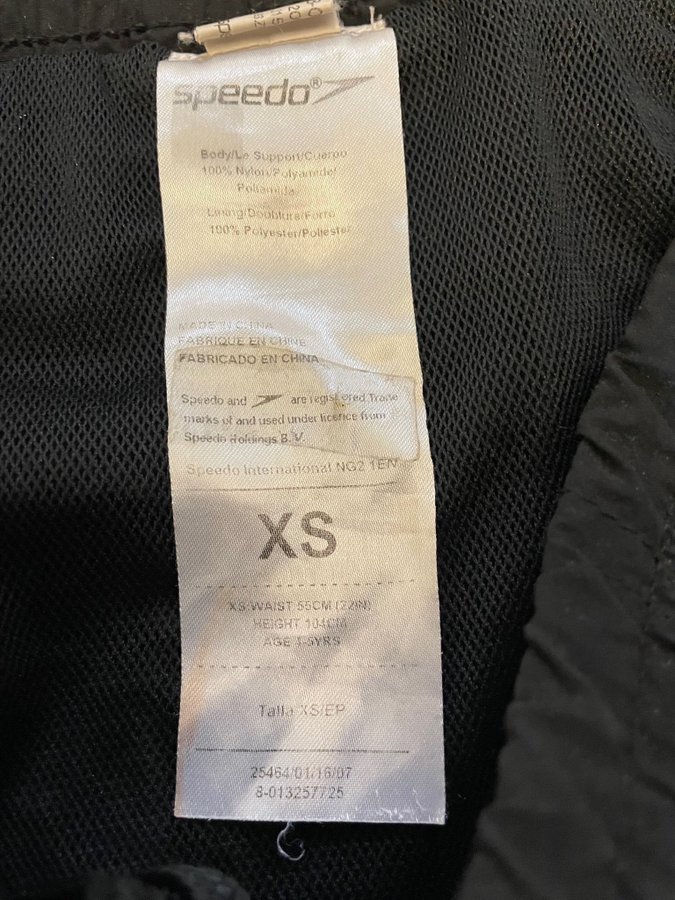 speedo®
Body/Le Support/Cuerpo
100% Nylon/Polyamide/
Poliamida
Lining/Doublure/Forro
100% Polyester/Poliester
MADE IN CHINA
FABRIQUE EN CHINE
FABRICADO EN CHINA
Speedo and are registered Trade
marks of and used under licence from
Speedo Holdings B.V.
Speedo International NG2 1EN
XS
XS:WAIST 55CM (22IN)
HEIGHT 104CM
AGE 4-5YRS
Talla XS/EP
25464/01/16/07
8-013257725